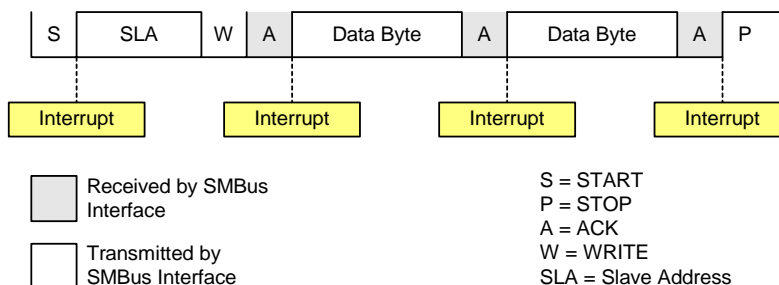 S SLA W A Data Byte A Data Byte A P
Interrupt Interrupt Interrupt Interrupt
Received by SMBus
Interface
Transmitted by
SMBus Interface
S = START
P = STOP
A = ACK
W = WRITE
SLA = Slave Address